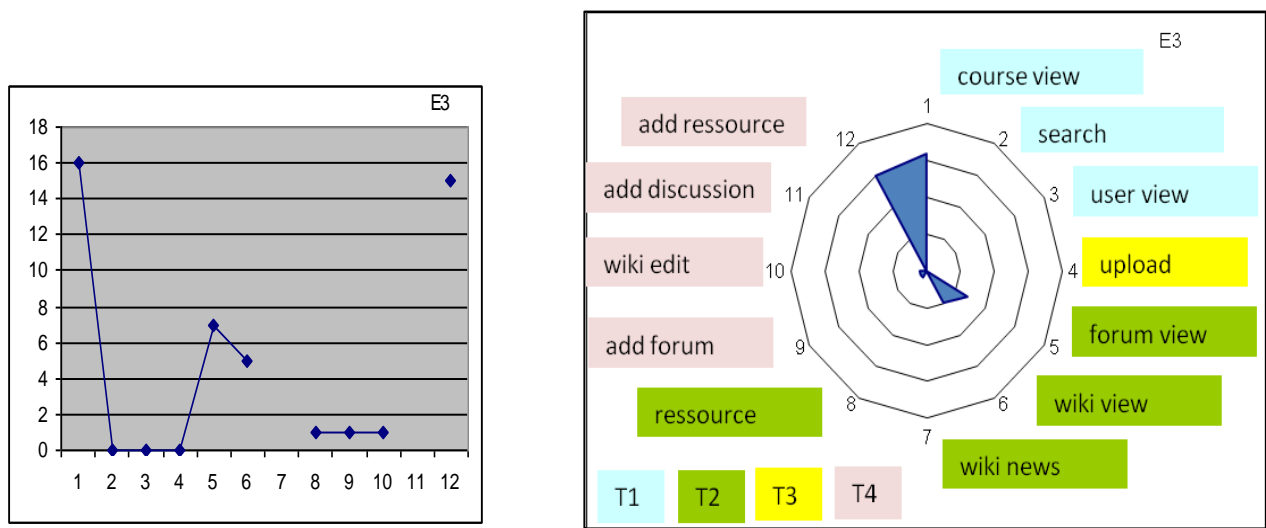 E3
18
16
14
12
10
8
6
4
2
0
1 2 3 4 5 6 7 8 9 10 11 12
E3
course view
1
add ressource
12
2
search
add discussion
11
3
user view
wiki edit
10
4
upload
add forum
9
5
forum view
ressource
8
6
wiki view
7
wiki news
T1 T2 T3 T4